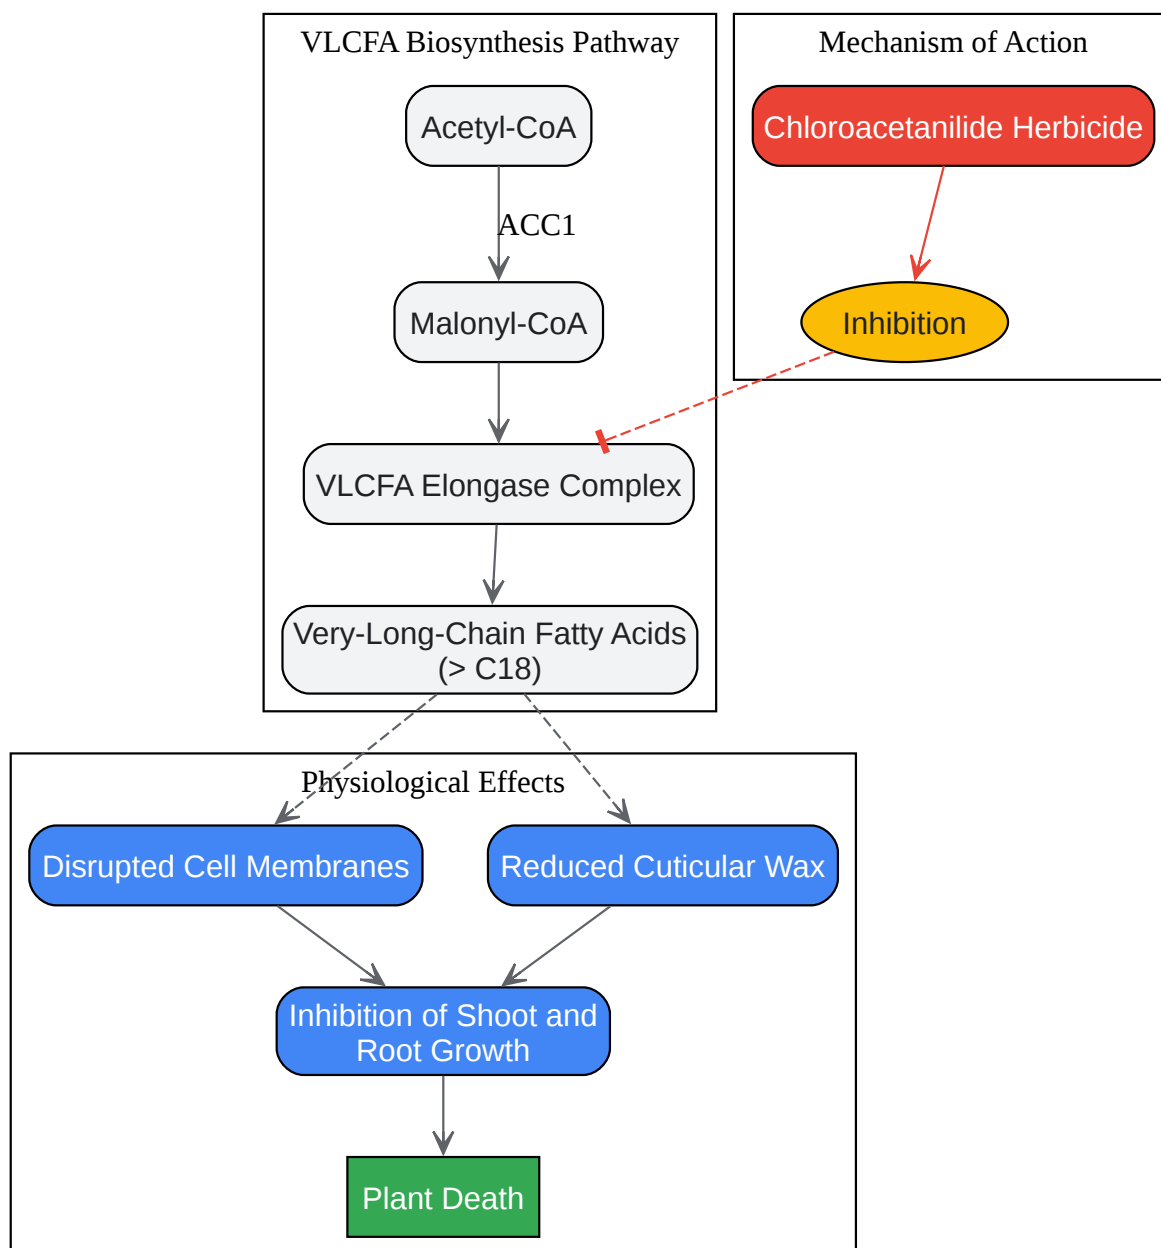 VLCFA Biosynthesis Pathway
Acetyl-CoA
ACC1
Malonyl-CoA
VLCFA Elongase Complex
Very-Long-Chain Fatty Acids
(> C18)
Mechanism of Action
Chloroacetanilide Herbicide
Inhibition
Physiological Effects
Disrupted Cell Membranes
Reduced Cuticular Wax
Inhibition of Shoot and
Root Growth
Plant Death